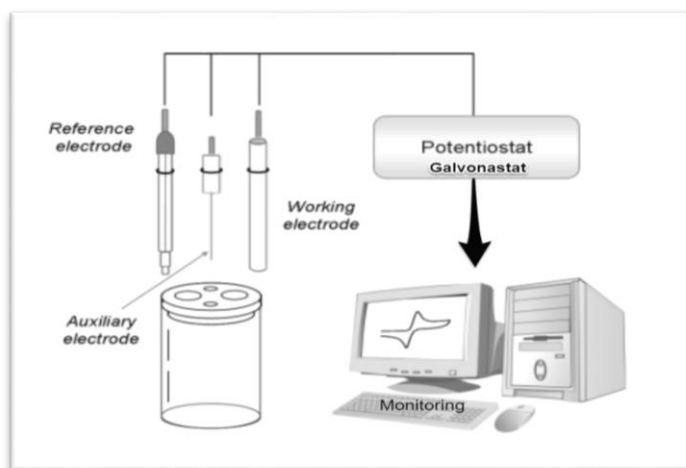 Reference
electrode
Working
electrode
Auxiliary
electrode
Potentiostat
Galvonastat
Monitoring